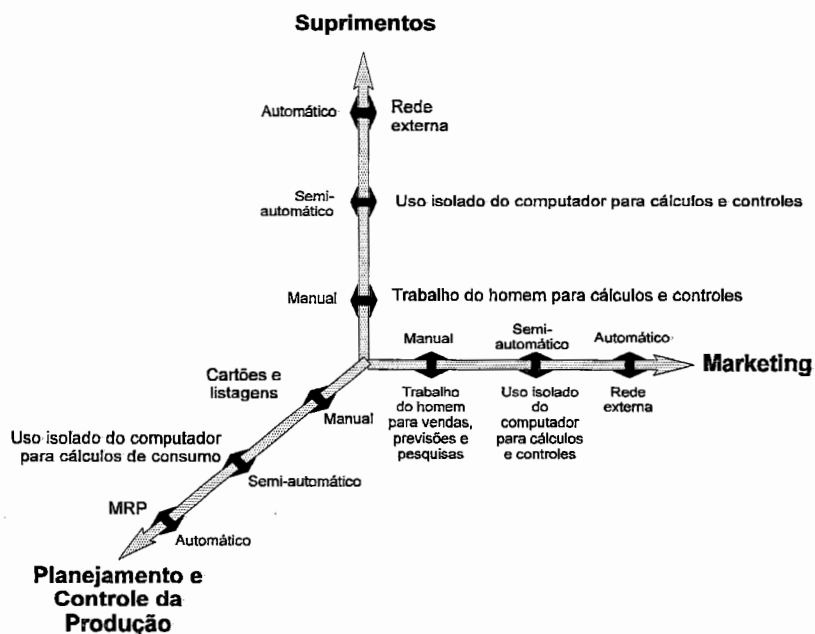 Suprimentos
Automático
Rede
externa
Semi-
automático
Uso isolado do computador para cálculos e controles
Manual
Trabalho do homem para cálculos e controles
Manual
Semi-
automático
Automático
Marketing
Trabalho
do homem
para vendas,
previsões e
pesquisas
Uso isolado
do
computador
para cálculos
e controles
Rede
externa
Cartões e
listagens
Manual
Uso isolado do computador
para cálculos de consumo
Semi-automático
MRP
Automático
Planejamento e
Controle da
Produção